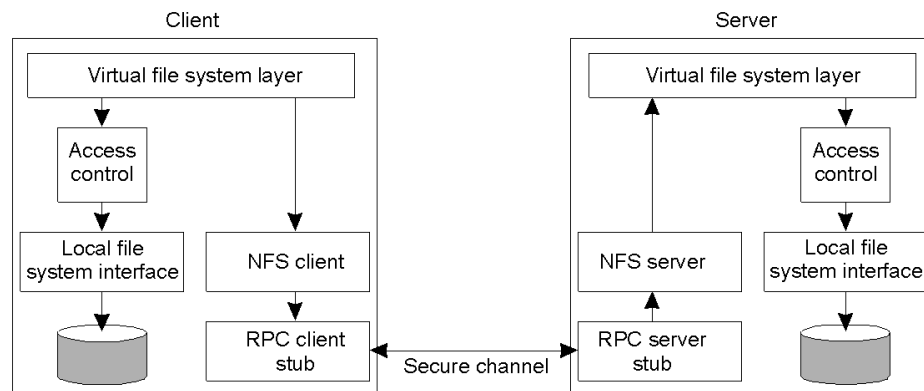 Client
Server
Virtual file system layer
Virtual file system layer
Access
control
Access
control
Local file
system interface
NFS client
NFS server
Local file
system interface
RPC client
stub
Secure channel
RPC server
stub